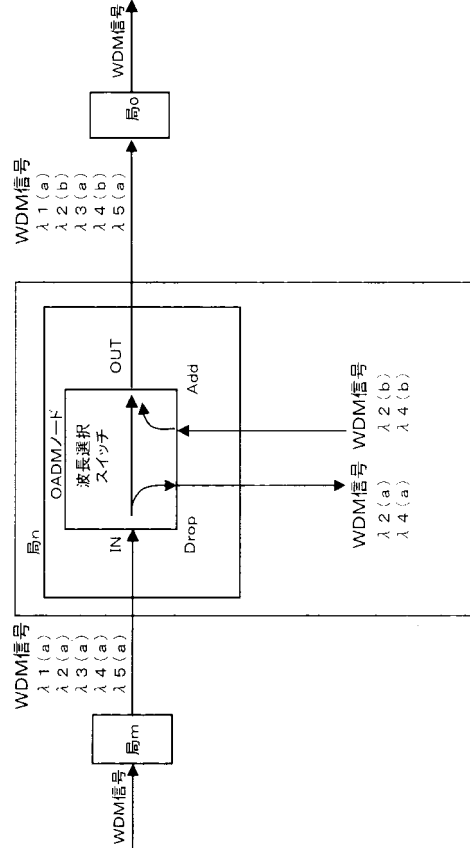 WDM信号
局m
WDM信号
λ1(a)
λ2(a)
λ3(a)
λ4(a)
λ5(a)
局n
OADMノード
波長選択
スイッチ
IN
OUT
Drop
Add
WDM信号
λ2(a)
λ4(a)
WDM信号
λ2(b)
λ4(b)
WDM信号
λ1(a)
λ2(b)
λ3(a)
λ4(b)
λ5(a)
局o
WDM信号